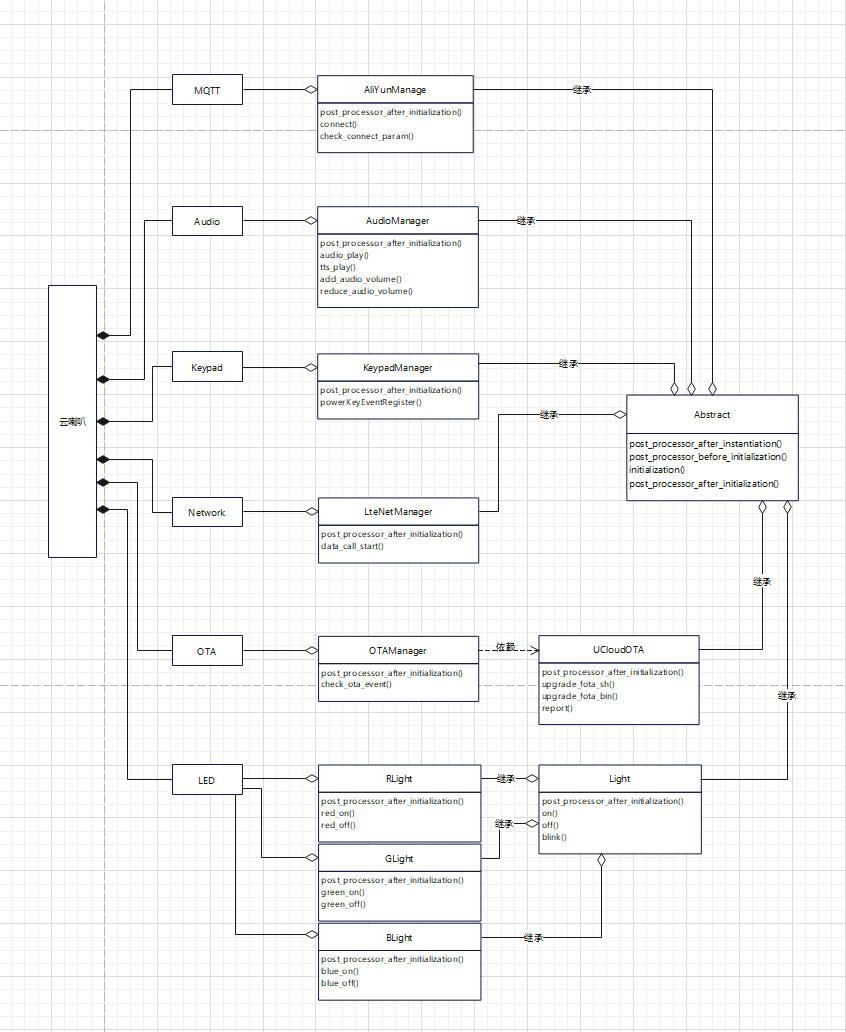 MQTT
AliYunManage
post_processor_after_initialization()
connect()
check_connect_param()
继承
Audio
AudioManager
post_processor_after_initialization()
audio_play()
tts_play()
add_audio_volume()
reduce_audio_volume()
继承
Keypad
KeypadManager
post_processor_after_initialization()
powerKeyEventRegister()
继承
云喇叭
继承
Abstract
post_processor_after_instantiation()
post_processor_before_initialization()
initialization()
post_processor_after_initialization()
Network
LteNetManager
post_processor_after_initialization()
data_call_start()
继承
OTA
OTAManager
post_processor_after_initialization()
check_ota_event()
依赖
UCloudOTA
post_processor_after_initialization()
upgrade_fota_sh()
upgrade_fota_bin()
report()
继承
LED
RLight
post_processor_after_initialization()
red_on()
red_off()
继承
Light
post_processor_after_initialization()
on()
off()
blink()
继承
GLight
post_processor_after_initialization()
green_on()
green_off()
BLight
post_processor_after_initialization()
blue_on()
blue_off()
继承